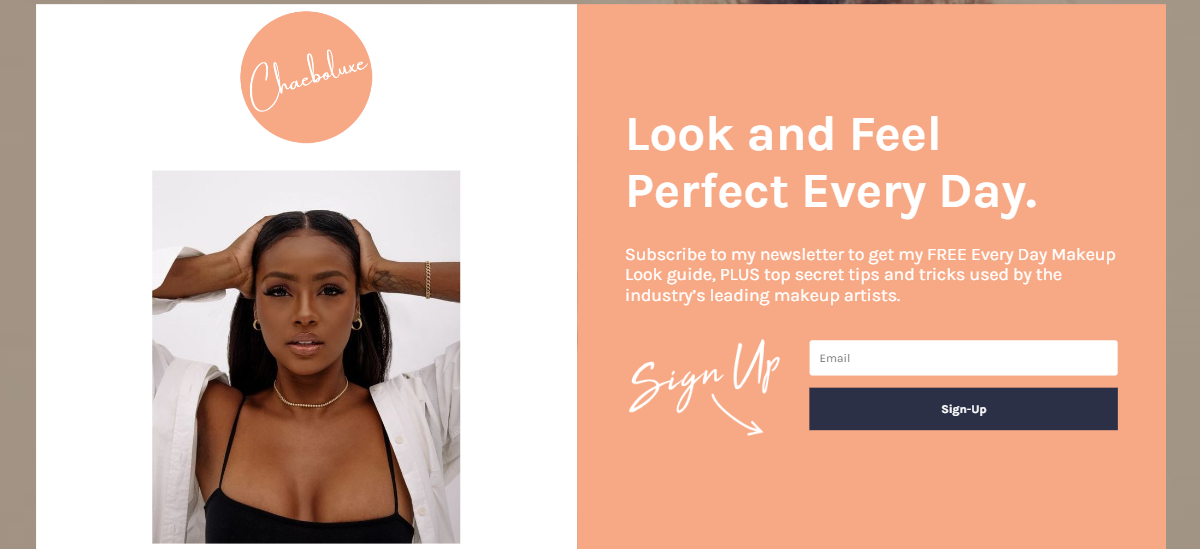 Chaeboluxe
Look and Feel
Perfect Every Day.
Subscribe to my newsletter to get my FREE Every Day Makeup
Look guide, PLUS top secret tips and tricks used by the
industry's leading makeup artists.
Sign Up
Email
Sign-Up